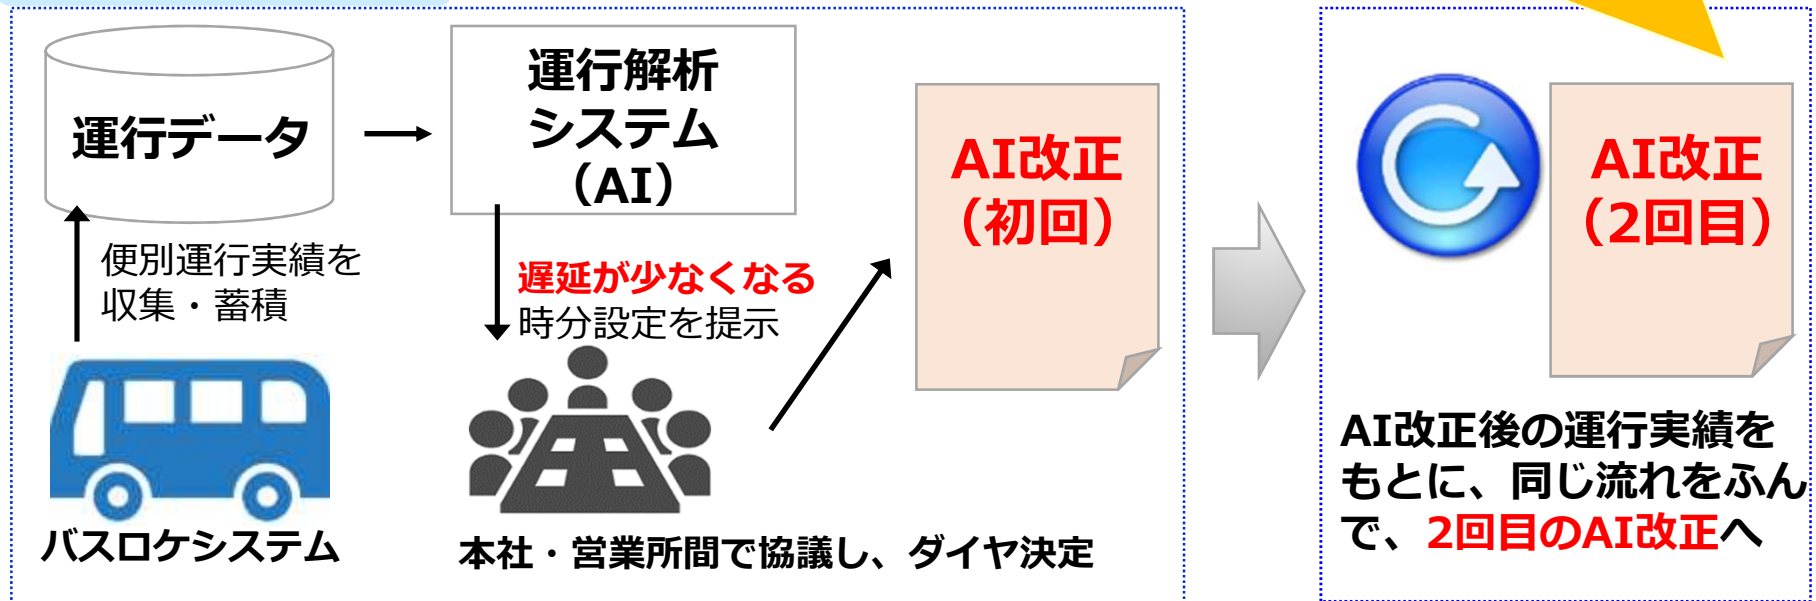 運行データ
運行解析
システム
（AI）
便別運行実績を
収集・蓄積
遅延が少なくなる
時分設定を提示
バスロケシステム
本社・営業所間で協議し、ダイヤ決定
AI改正
（初回）
AI改正
（2回目）
AI改正後の運行実績を
もとに、同じ流れをふん
で、2回目のAI改正へ